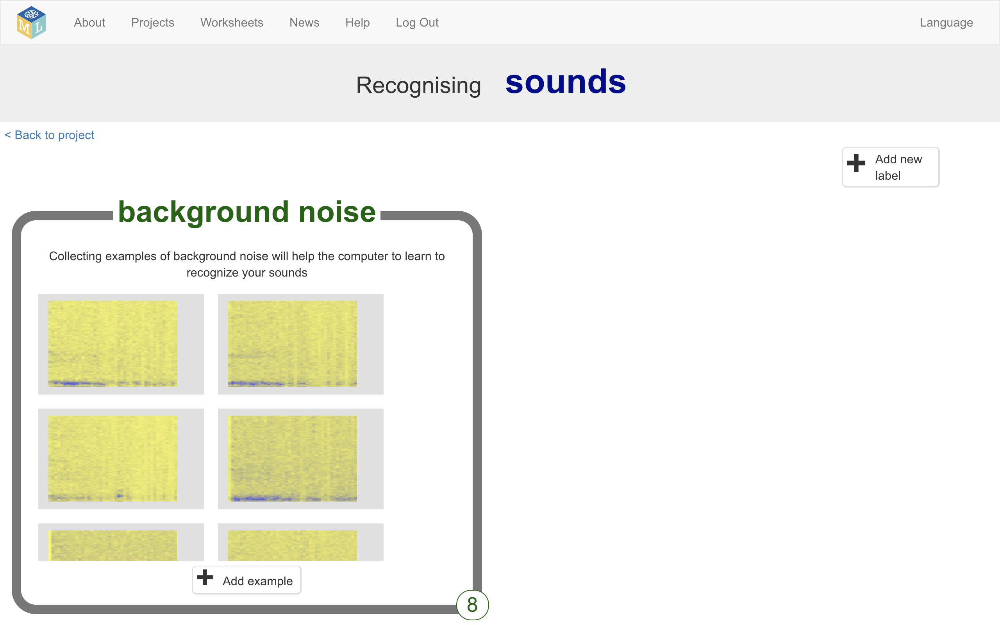 M L
About Projects Worksheets News Help Log Out Language
Recognising sounds
< Back to project
Add new
label
background noise
Collecting examples of background noise will help the computer to learn to
recognize your sounds
Add example
8